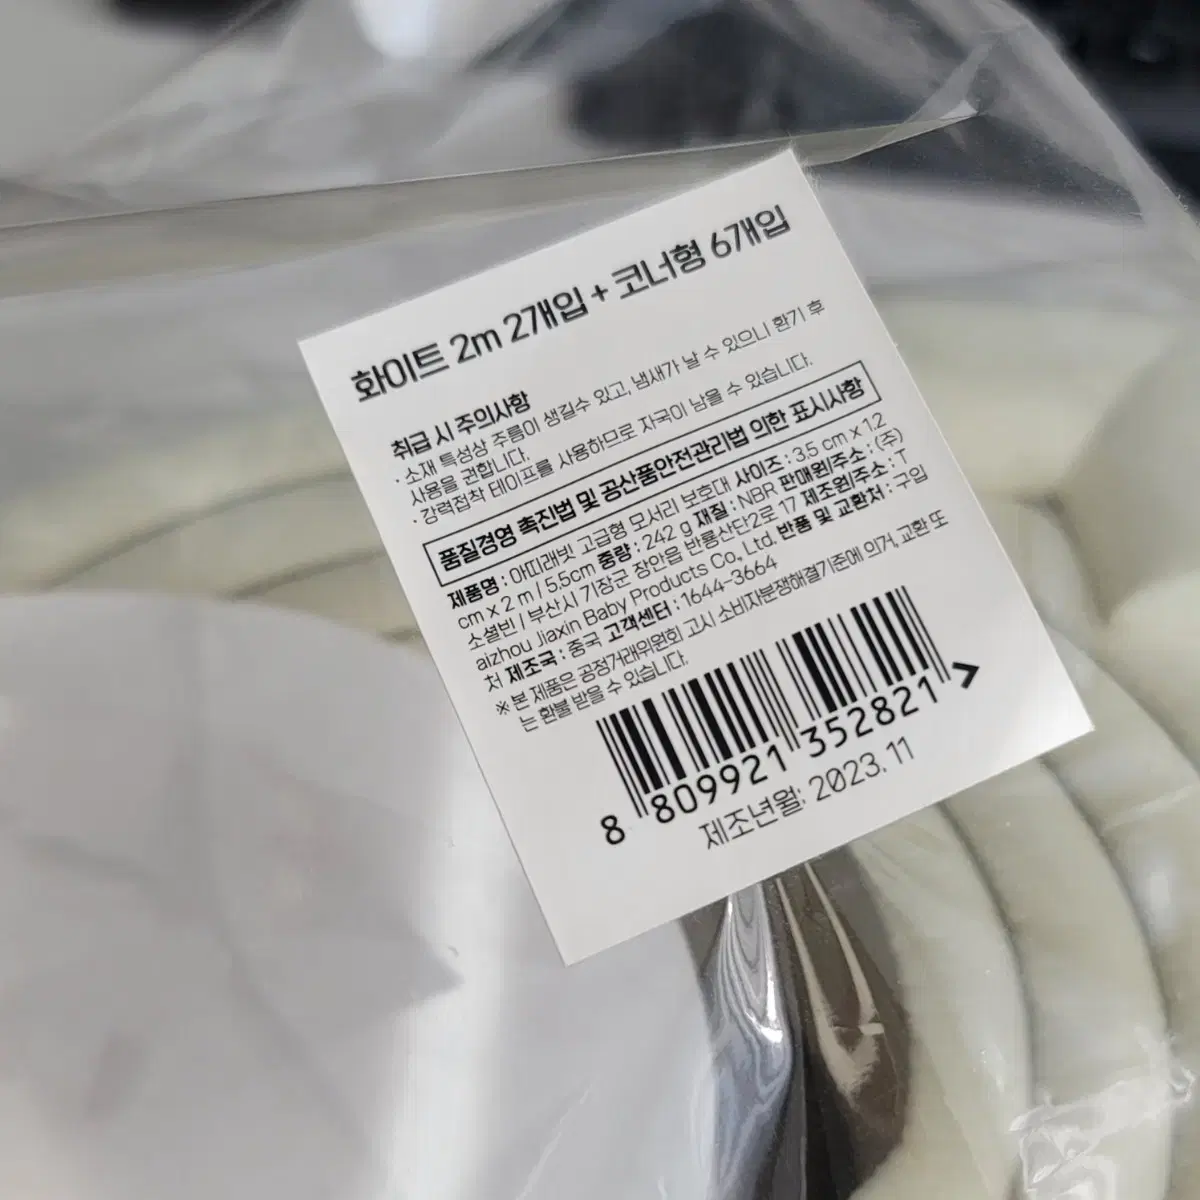 화이트 2m 2개입 + 코너형 6개입
취급 시 주의사항
· 소재 특성상 주름이 생길수 있고, 냄새가 날 수 있으니 환기 후
사용을 권합니다.
· 강력접착 테이프를 사용하므로 자국이 남을 수 있습니다.
품질경영 촉진법 및 공산품안전관리법 의한 표시사항
제품명 : 아띠래빗 고급형 모서리 보호대 사이즈 : 3.5 cm x 1.2
cm x 2 m / 5.5cm 중량 : 242 g 재질 : NBR 판매원/주소 : (주)
소셜빈 / 부산시 기장군 장안읍 반룡산단2로 17 제조원/주소 : T
aizhou Jiaxin Baby Products Co., Ltd. 반품 및 교환처 : 구입
처 제조국 : 중국 고객센터 : 1644-3664
※ 본 제품은 공정거래위원회 고시 소비자분쟁해결기준에 의거, 교환 또
는 환불 받을 수 있습니다.
8 809921 352821 >
제조년월: 2023. 11